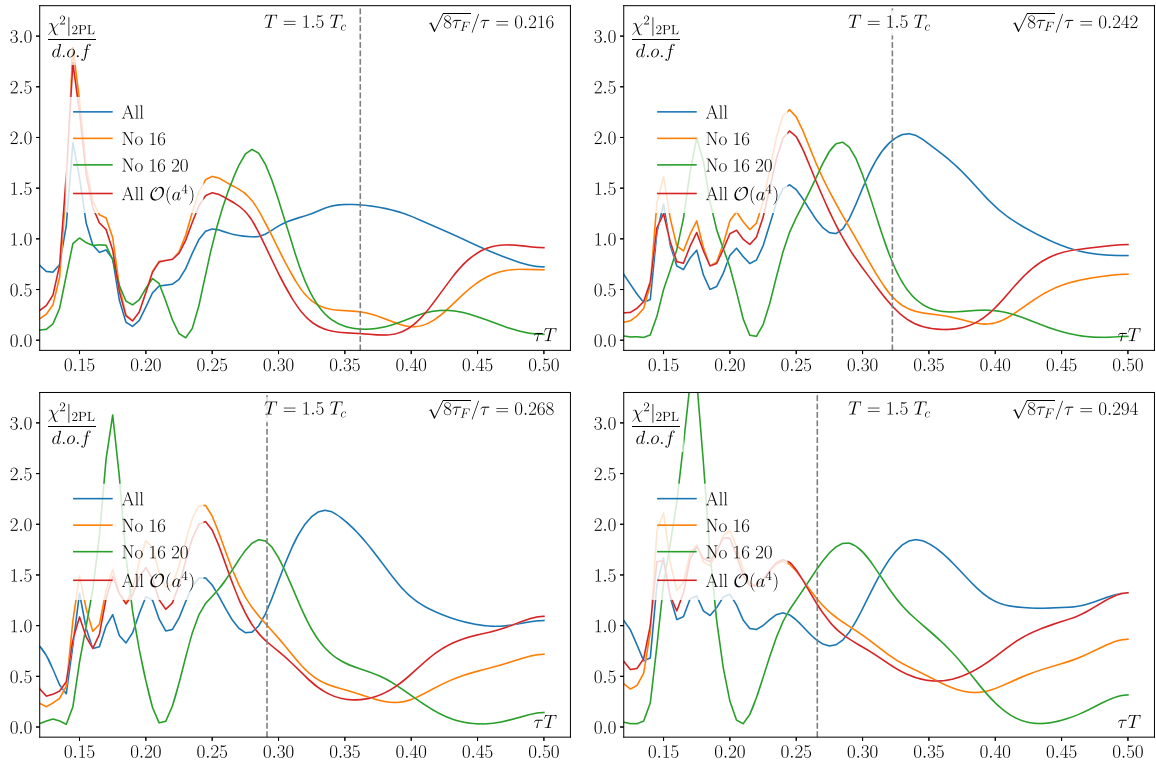 χ²|2PL
d.o.f
T = 1.5 T_c
√8τ_F/τ = 0.216
3.0
2.5
2.0
1.5
1.0
0.5
0.0
All
No 16
No 16 20
All O(a⁴)
τT
0.15 0.20 0.25 0.30 0.35 0.40 0.45 0.50
χ²|2PL
d.o.f
T = 1.5 T_c
√8τ_F/τ = 0.242
3.0
2.5
2.0
1.5
1.0
0.5
0.0
All
No 16
No 16 20
All O(a⁴)
τT
0.15 0.20 0.25 0.30 0.35 0.40 0.45 0.50
χ²|2PL
d.o.f
T = 1.5 T_c
√8τ_F/τ = 0.268
3.0
2.5
2.0
1.5
1.0
0.5
0.0
All
No 16
No 16 20
All O(a⁴)
τT
0.15 0.20 0.25 0.30 0.35 0.40 0.45 0.50
χ²|2PL
d.o.f
T = 1.5 T_c
√8τ_F/τ = 0.294
3.0
2.5
2.0
1.5
1.0
0.5
0.0
All
No 16
No 16 20
All O(a⁴)
τT
0.15 0.20 0.25 0.30 0.35 0.40 0.45 0.50